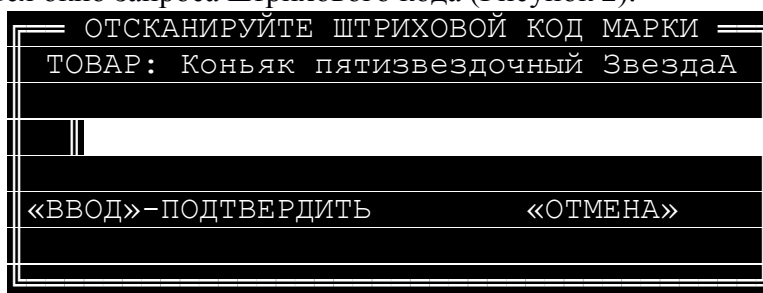 ОТСКАНИРУЙТЕ ШТРИХОВОЙ КОД МАРКИ
ТОВАР: Коньяк пятизвездочный ЗвездаА
«ВВОД»-ПОДТВЕРДИТЬ «ОТМЕНА»